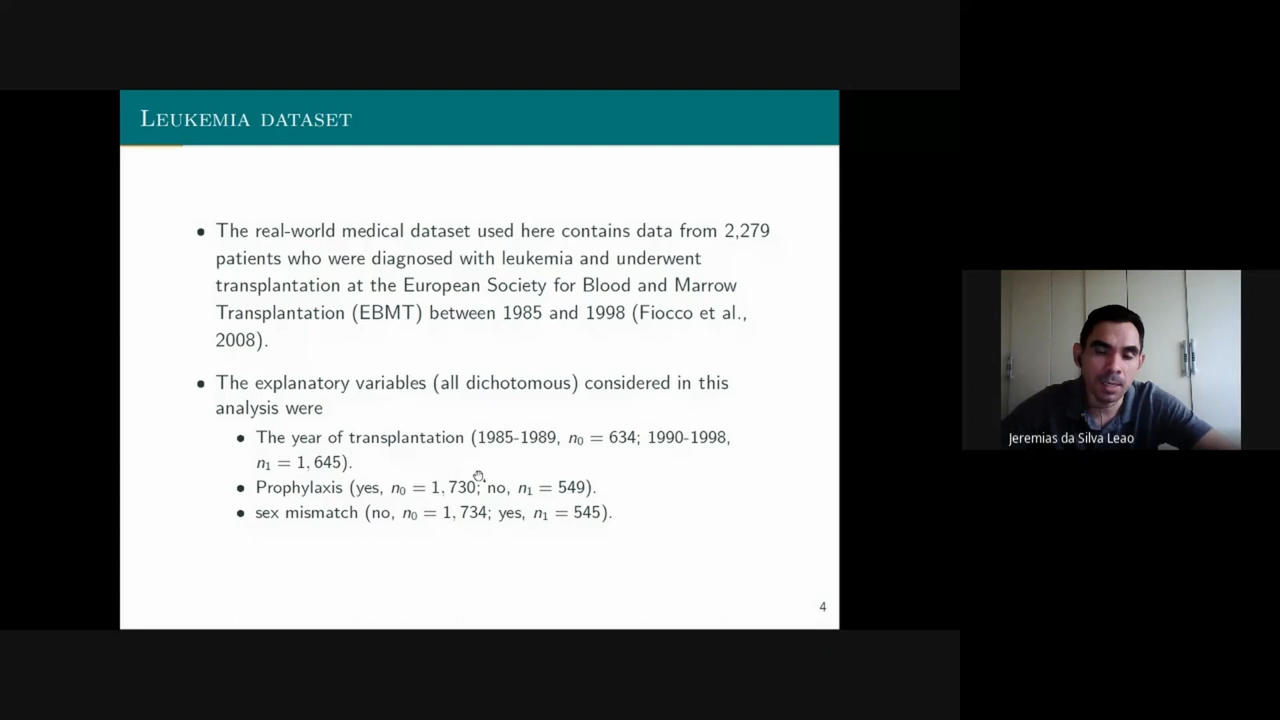 Leukemia dataset
• The real-world medical dataset used here contains data from 2,279
patients who were diagnosed with leukemia and underwent
transplantation at the European Society for Blood and Marrow
Transplantation (EBMT) between 1985 and 1998 (Fiocco et al.,
2008).
• The explanatory variables (all dichotomous) considered in this
analysis were
• The year of transplantation (1985-1989, n₀ = 634; 1990-1998,
n₁ = 1, 645).
• Prophylaxis (yes, n₀ = 1, 730; no, n₁ = 549).
• sex mismatch (no, n₀ = 1, 734; yes, n₁ = 545).
4
Jeremias da Silva Leao